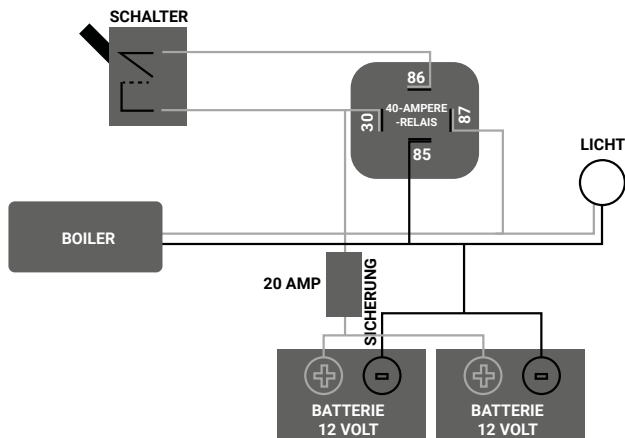 SCHALTER
86
40-AMPERE
-RELAIS
30
87
85
LICHT
BOILER
20 AMP
SICHERUNG
BATTERIE
12 VOLT
BATTERIE
12 VOLT